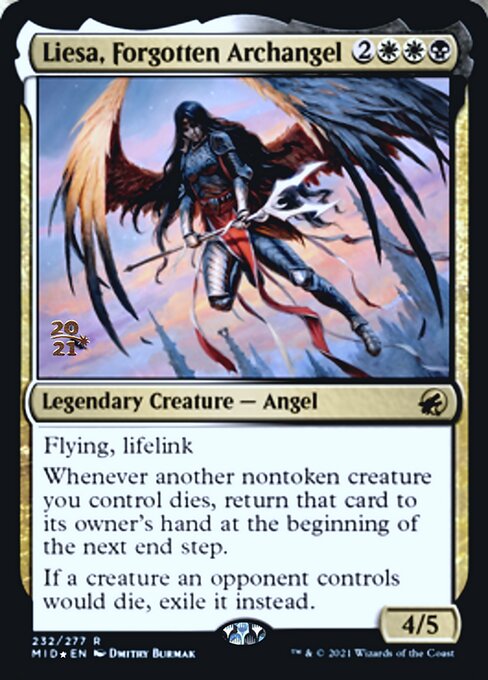 Liesa, Forgotten Archangel 2
20
21
Legendary Creature — Angel
Flying, lifelink
Whenever another nontoken creature
you control dies, return that card to
its owner's hand at the beginning of
the next end step.
If a creature an opponent controls
would die, exile it instead.
4/5
232/277 R
MID★EN Dmitry Burmak
™ & © 2021 Wizards of the Coast